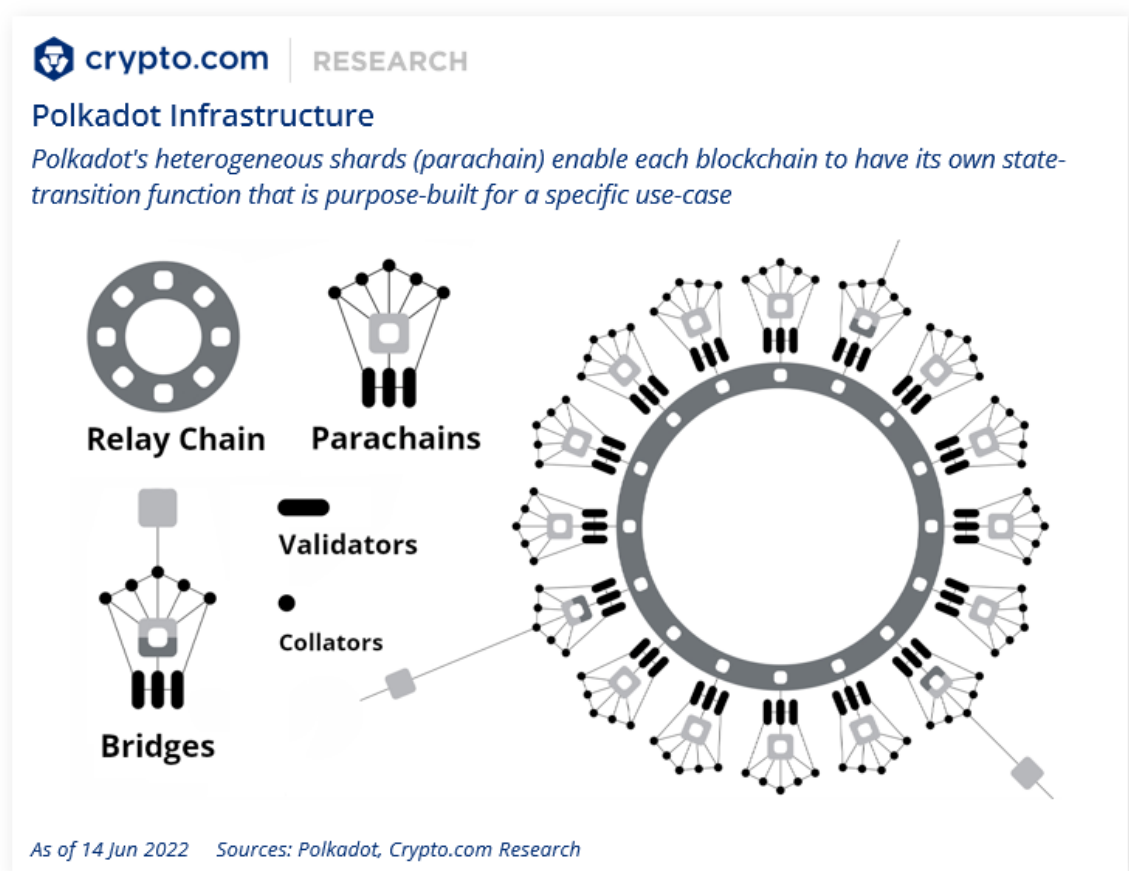 crypto.com RESEARCH
Polkadot Infrastructure
Polkadot's heterogeneous shards (parachain) enable each blockchain to have its own state-
transition function that is purpose-built for a specific use-case
Relay Chain
Parachains
Validators
Collators
Bridges
As of 14 Jun 2022 Sources: Polkadot, Crypto.com Research